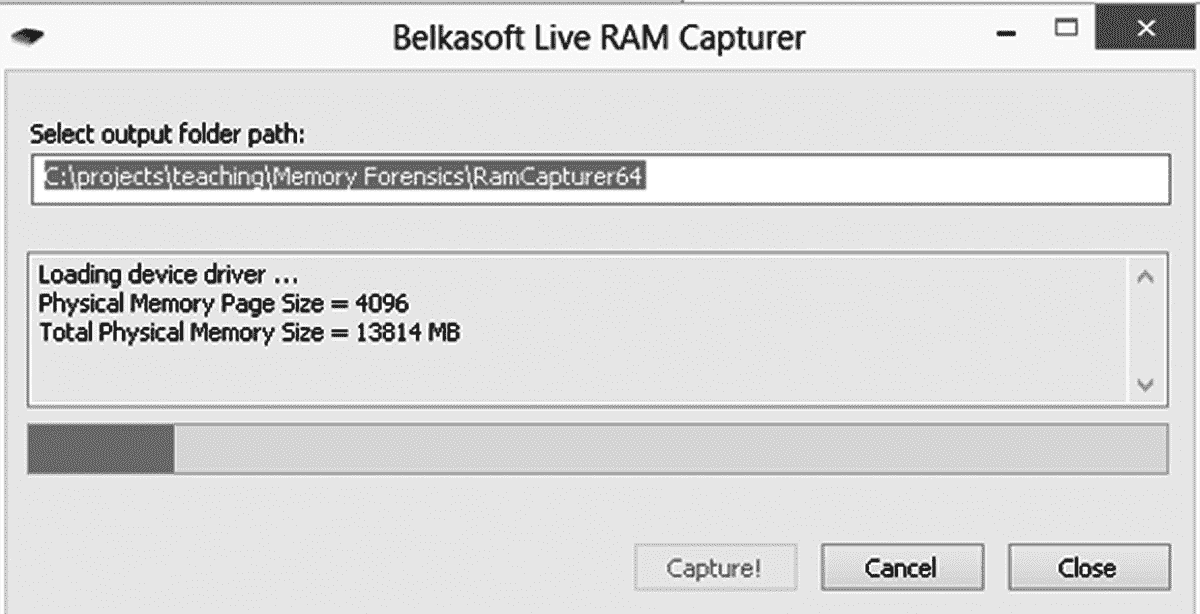 Belkasoft Live RAM Capturer
Select output folder path:
C:\projects\teaching\Memory Forensics\RamCapturer64
Loading device driver ...
Physical Memory Page Size = 4096
Total Physical Memory Size = 13814 MB
Capture! Cancel Close